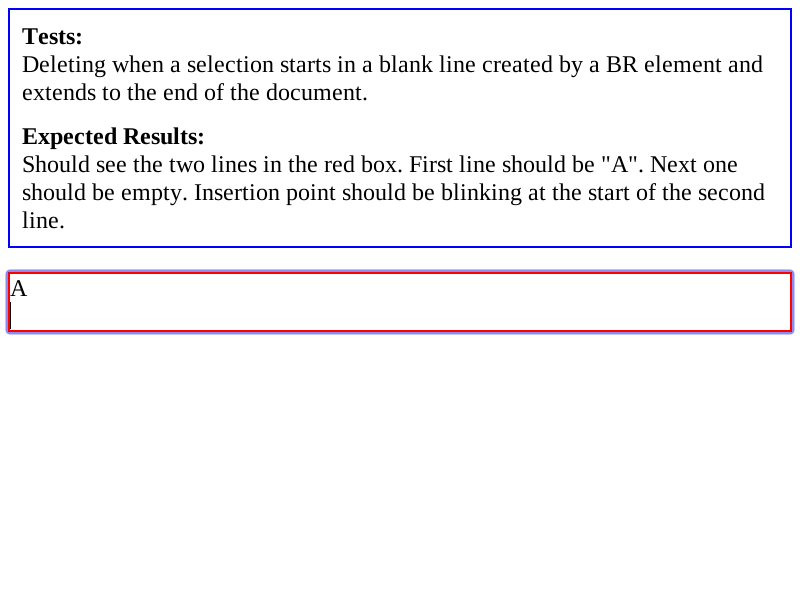 Tests:
Deleting when a selection starts in a blank line created by a BR element and
extends to the end of the document.
Expected Results:
Should see the two lines in the red box. First line should be "A". Next one
should be empty. Insertion point should be blinking at the start of the second
line.
A